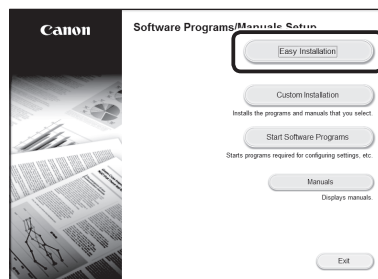 Canon
Software Programs/Manuals Setup
Easy Installation
Custom Installation
Installs the programs and manuals that you select.
Start Software Programs
Starts programs required for configuring settings, etc.
Manuals
Displays manuals.
Exit